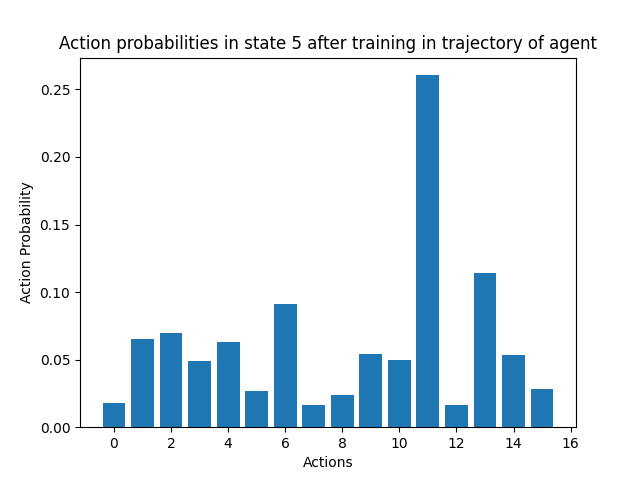 Action probabilities in state 5 after training in trajectory of agent
0.25
0.20
0.15
0.10
0.05
0.00
Action Probability
0 2 4 6 8 10 12 14 16
Actions